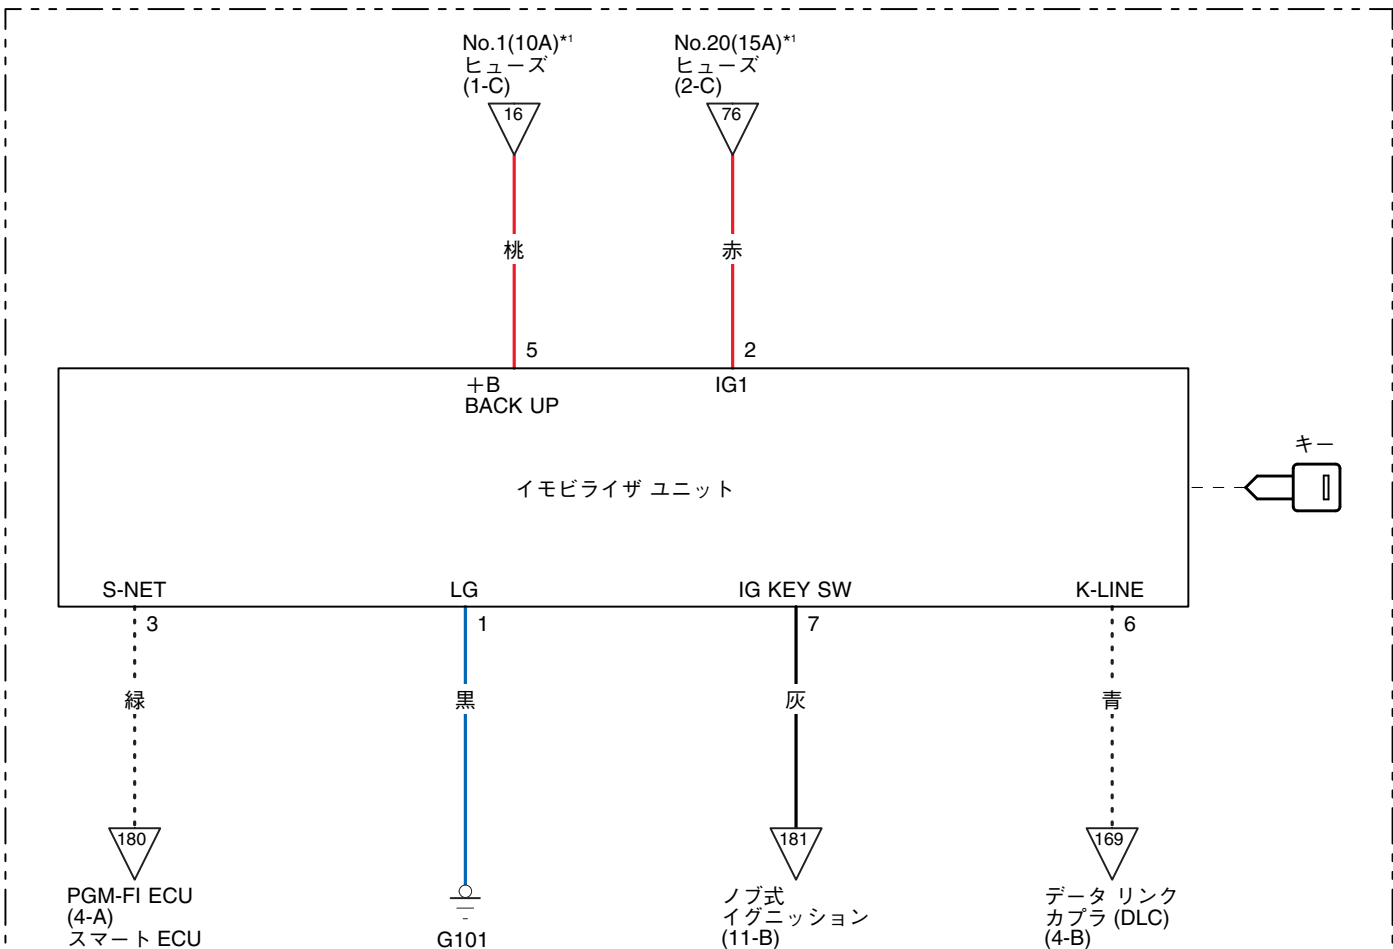 No.1(10A)*1
ヒューズ
(1-C)
16
No.20(15A)*1
ヒューズ
(2-C)
76
桃
赤
5
2
+B
BACK UP
IG1
イモビライザ ユニット
キー
S-NET
LG
IG KEY SW
K-LINE
3
1
7
6
緑
黒
灰
青
180
181
169
PGM-FI ECU
(4-A)
スマート ECU
G101
ノブ式
イグニッション
(11-B)
データ リンク
カプラ (DLC)
(4-B)